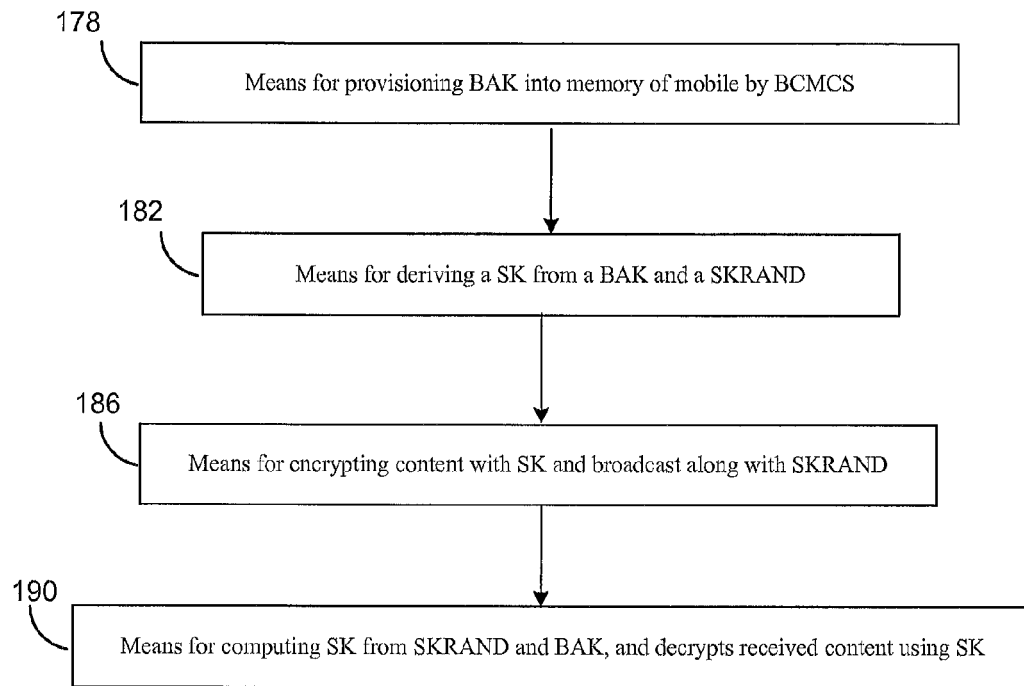 178
Means for provisioning BAK into memory of mobile by BCMCS
182
Means for deriving a SK from a BAK and a SKRAND
186
Means for encrypting content with SK and broadcast along with SKRAND
190
Means for computing SK from SKRAND and BAK, and decrypts received content using SK